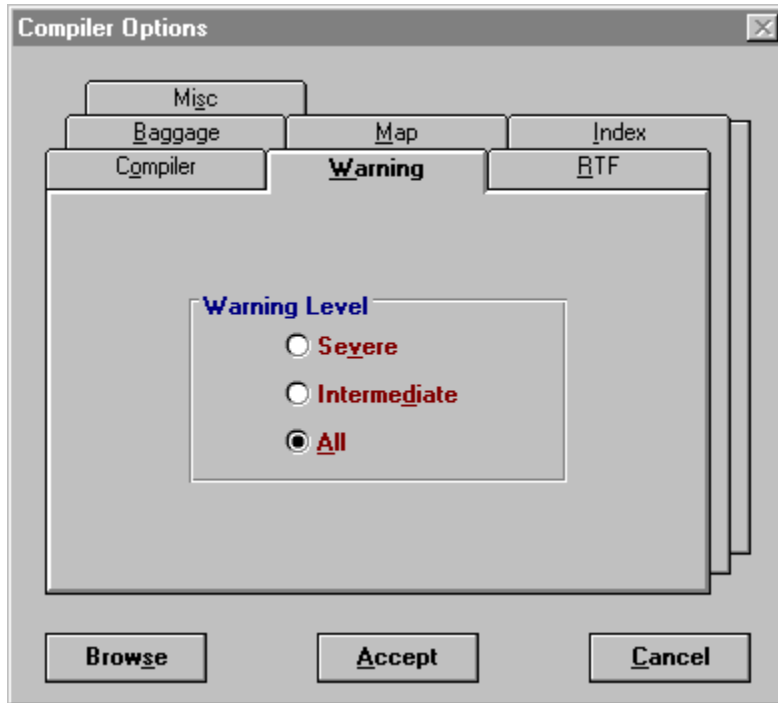 Compiler Options
Misc
Baggage Map Index
Compiler Warning RTF
Warning Level
Severe
Intermediate
All
Browse Accept Cancel